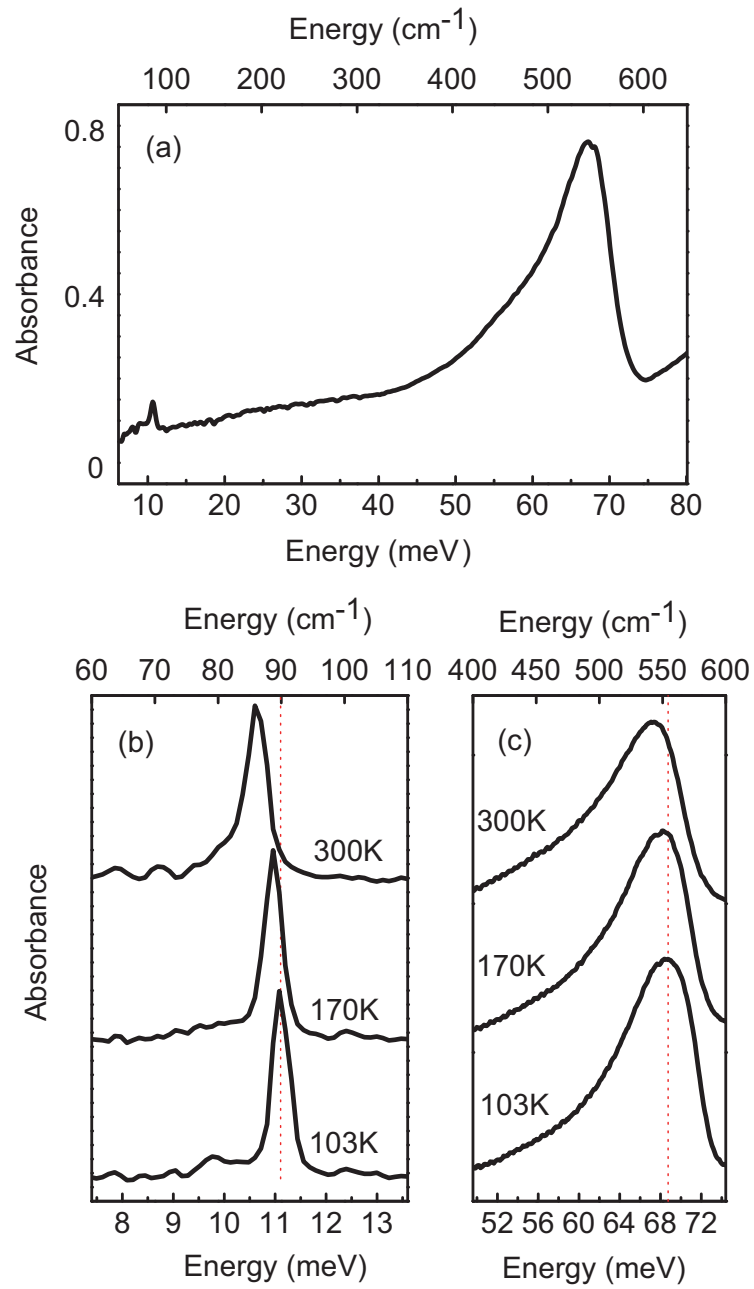 Energy (cm-1)
100 200 300 400 500 600
(a)
0.8
0.4
0
Absorbance
10 20 30 40 50 60 70 80
Energy (meV)
Energy (cm-1)
60 70 80 90 100 110
(b)
300K
170K
103K
Absorbance
8 9 10 11 12 13
Energy (meV)
Energy (cm-1)
400 450 500 550 600
(c)
300K
170K
103K
52 56 60 64 68 72
Energy (meV)